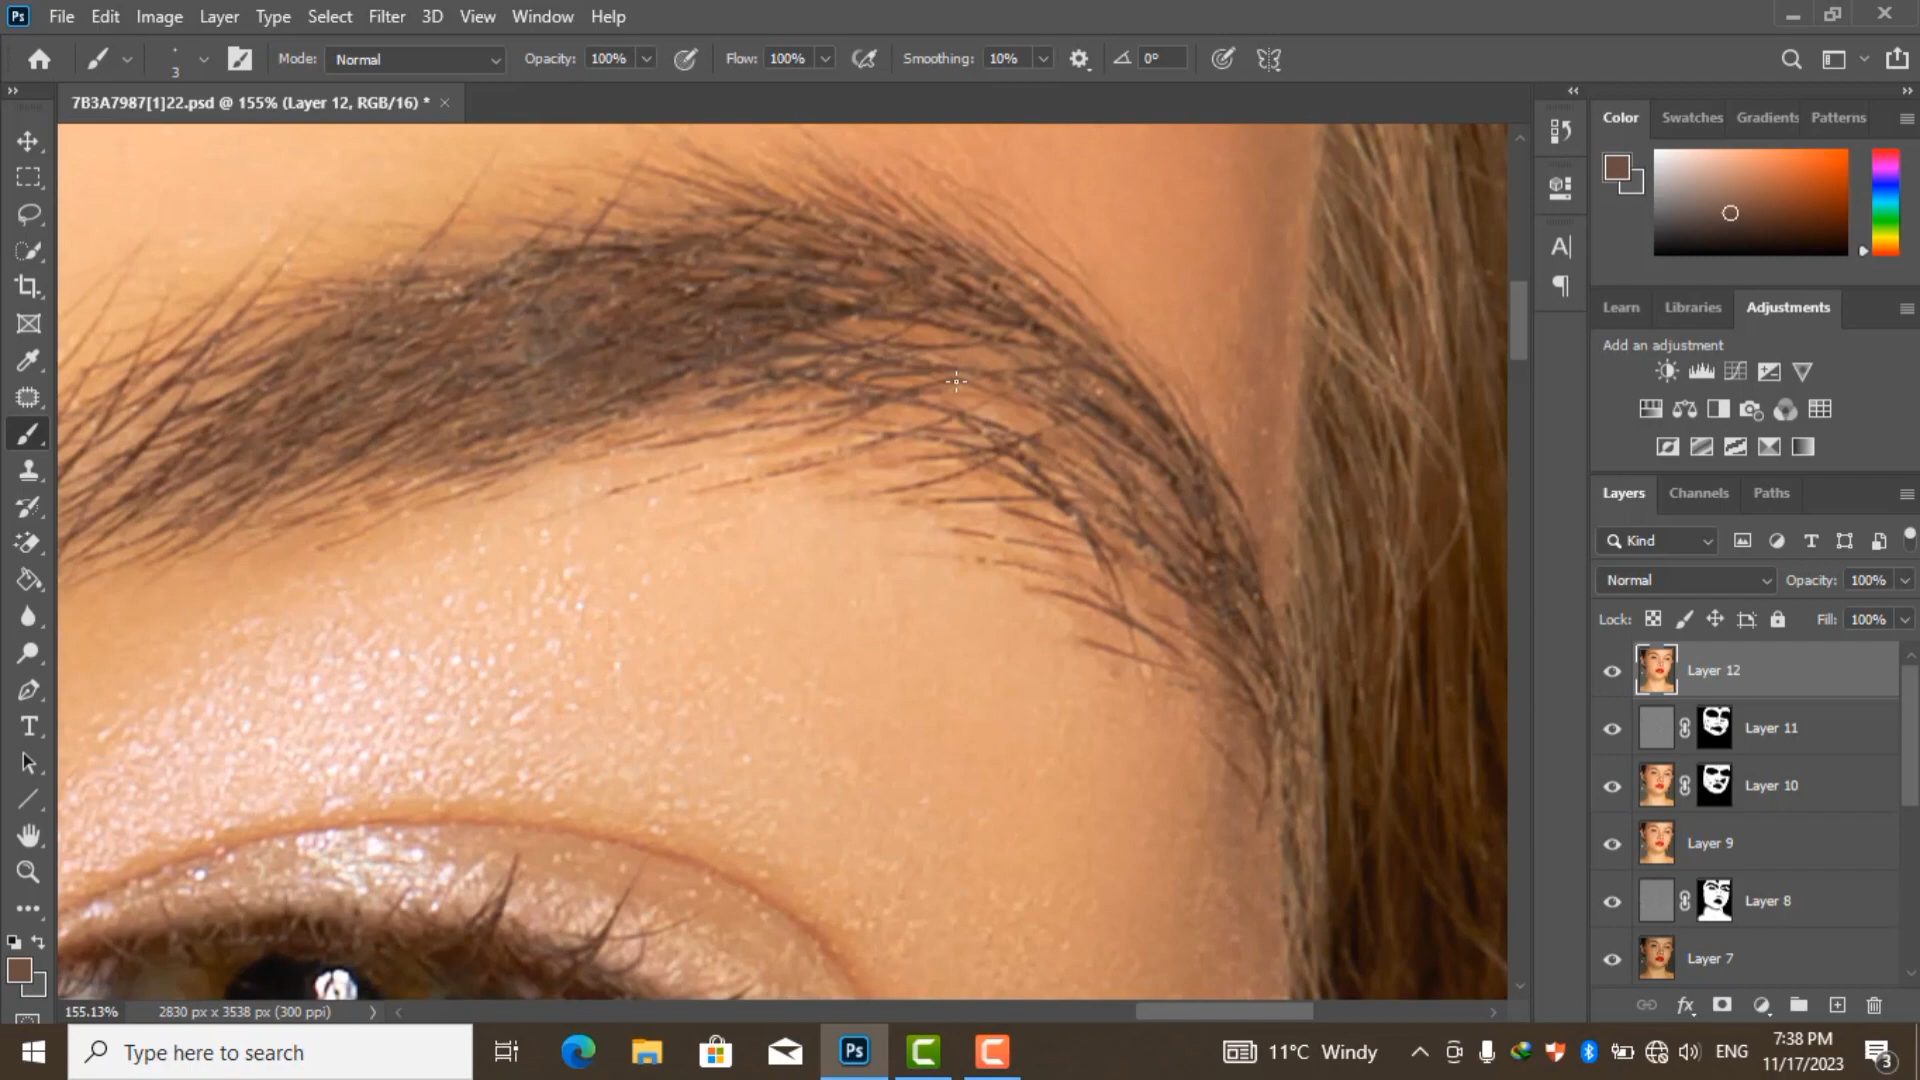 Ps File Edit Image Layer Type Select Filter 3D View Window Help
3 Mode: Normal Opacity: 100% Flow: 100% Smoothing: 10% 0°
7B3A7987[1]22.psd @ 155% (Layer 12, RGB/16) *
Color Swatches Gradients Patterns
Learn Libraries Adjustments
Add an adjustment
Layers Channels Paths
Kind
Normal Opacity: 100%
Lock: Fill: 100%
Layer 12
Layer 11
Layer 10
Layer 9
Layer 8
Layer 7
155.13% 2830 px x 3538 px (300 ppi)
Type here to search Ps 11°C Windy ENG 7:38 PM
11/17/2023 3